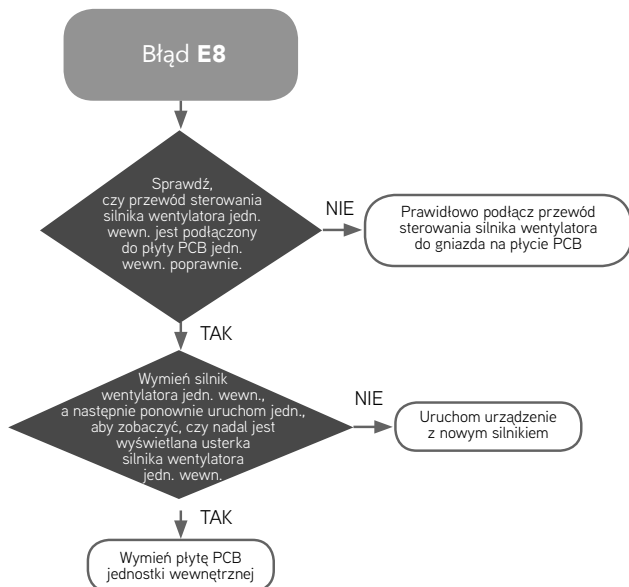 Błąd E8
Sprawdź,
czy przewód sterowania
silnika wentylatora jedn.
wewn. jest podłączony
do płyty PCB jedn.
wewn. poprawnie.
NIE
Prawidłowo podłącz przewód
sterowania silnika wentylatora
do gniazda na płycie PCB
TAK
Wymień silnik
wentylatora jedn. wewn.,
a następnie ponownie uruchom jedn.,
aby zobaczyć, czy nadal jest
wyświetlana usterka
silnika wentylatora
jedn. wewn.
NIE
Uruchom urządzenie
z nowym silnikiem
TAK
Wymień płytę PCB
jednostki wewnętrznej